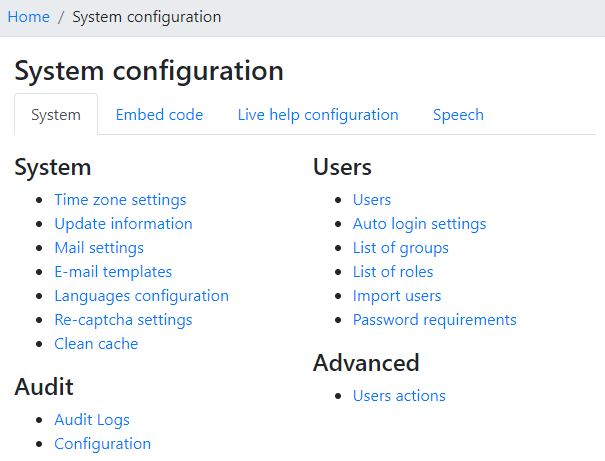 Home / System configuration
System configuration
System Embed code Live help configuration Speech
System
Time zone settings
Update information
Mail settings
E-mail templates
Languages configuration
Re-captcha settings
Clean cache
Audit
Audit Logs
Configuration
Users
Users
Auto login settings
List of groups
List of roles
Import users
Password requirements
Advanced
Users actions